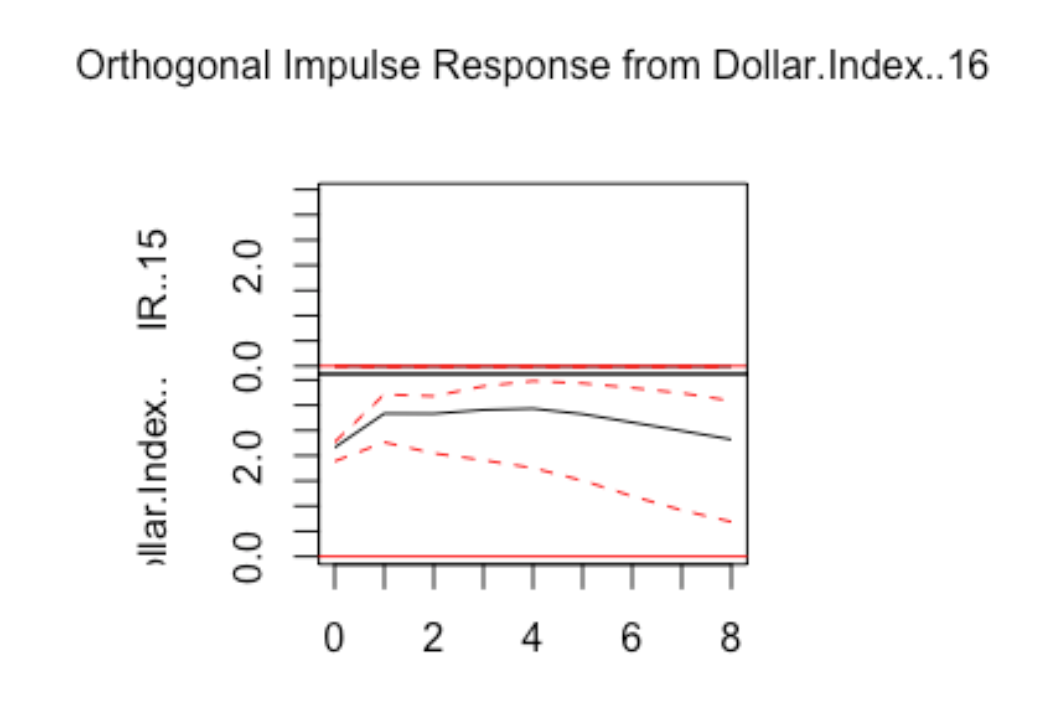 Orthogonal Impulse Response from Dollar.Index..16
IR..15
2.0
0.0
llar.Index..
2.0
0.0
0 2 4 6 8